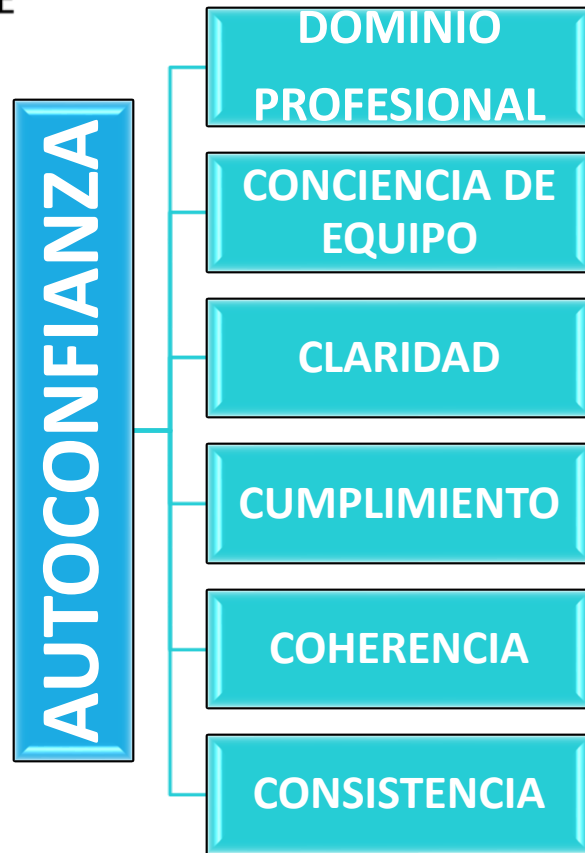 E
AUTOCONFIANZA
DOMINIO
PROFESIONAL
CONCIENCIA DE
EQUIPO
CLARIDAD
CUMPLIMIENTO
COHERENCIA
CONSISTENCIA